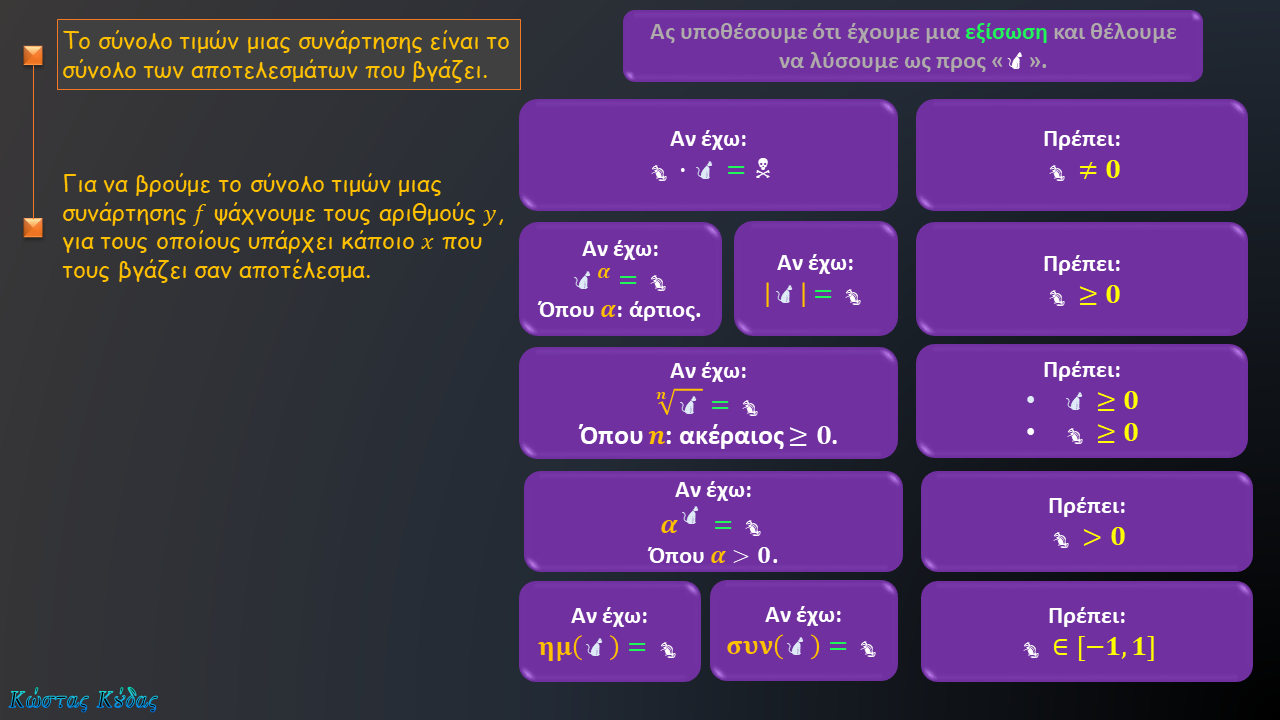 Το σύνολο τιμών μιας συνάρτησης είναι το
σύνολο των αποτελεσμάτων που βγάζει.
Για να βρούμε το σύνολο τιμών μιας
συνάρτησης f ψάχνουμε τους αριθμούς y,
για τους οποίους υπάρχει κάποιο x που
τους βγάζει σαν αποτέλεσμα.
Ας υποθέσουμε ότι έχουμε μια εξίσωση και θέλουμε
να λύσουμε ως προς « ».
Αν έχω:
· = ☠
Πρέπει:
≠ 0
Αν έχω:
α =
Όπου α: άρτιος.
Αν έχω:
| | =
Πρέπει:
≥ 0
Αν έχω:
ⁿ√ =
Όπου n: ακέραιος ≥ 0.
Πρέπει:
• ≥ 0
• ≥ 0
Αν έχω:
α =
Όπου α > 0.
Πρέπει:
> 0
Αν έχω:
ημ( ) =
Αν έχω:
συν( ) =
Πρέπει:
∈ [−1, 1]
Κώστας Κύδας